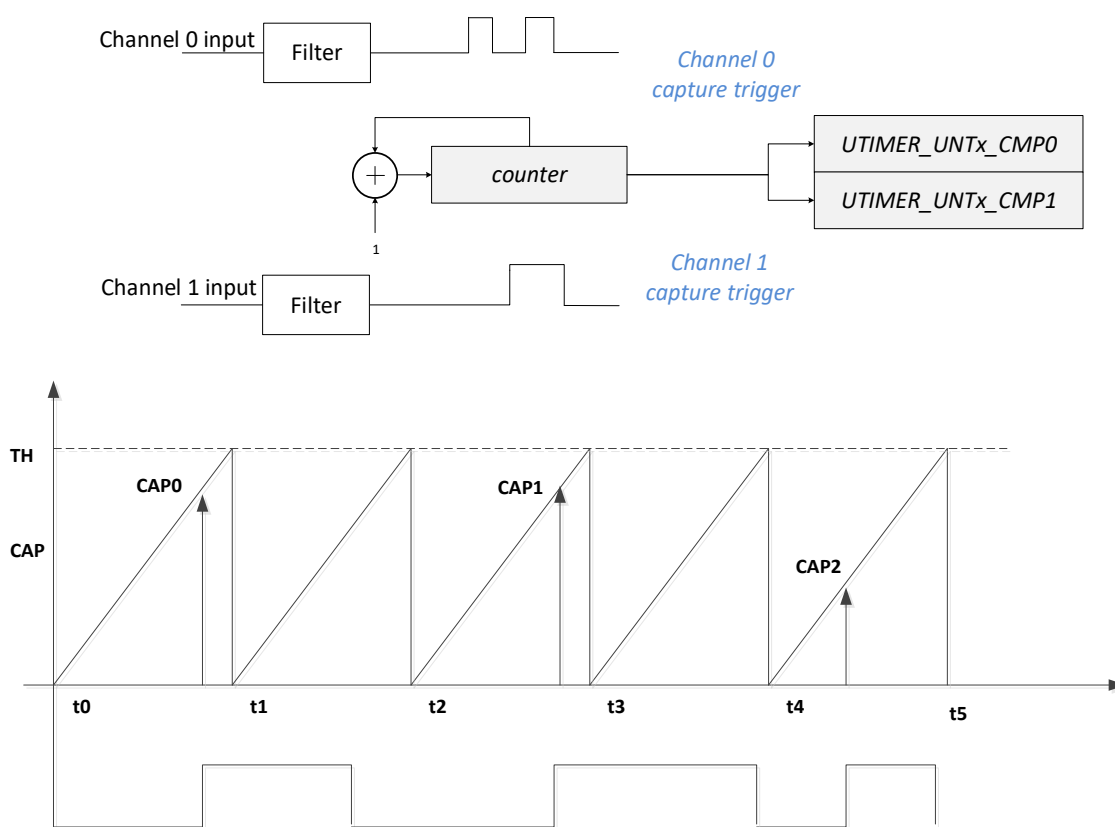 Channel 0 input
Filter
Channel 0
capture trigger
counter
1
UTIMER_UNTx_CMP0
UTIMER_UNTx_CMP1
Channel 1 input
Filter
Channel 1
capture trigger
TH
CAP
CAP0
CAP1
CAP2
t0
t1
t2
t3
t4
t5